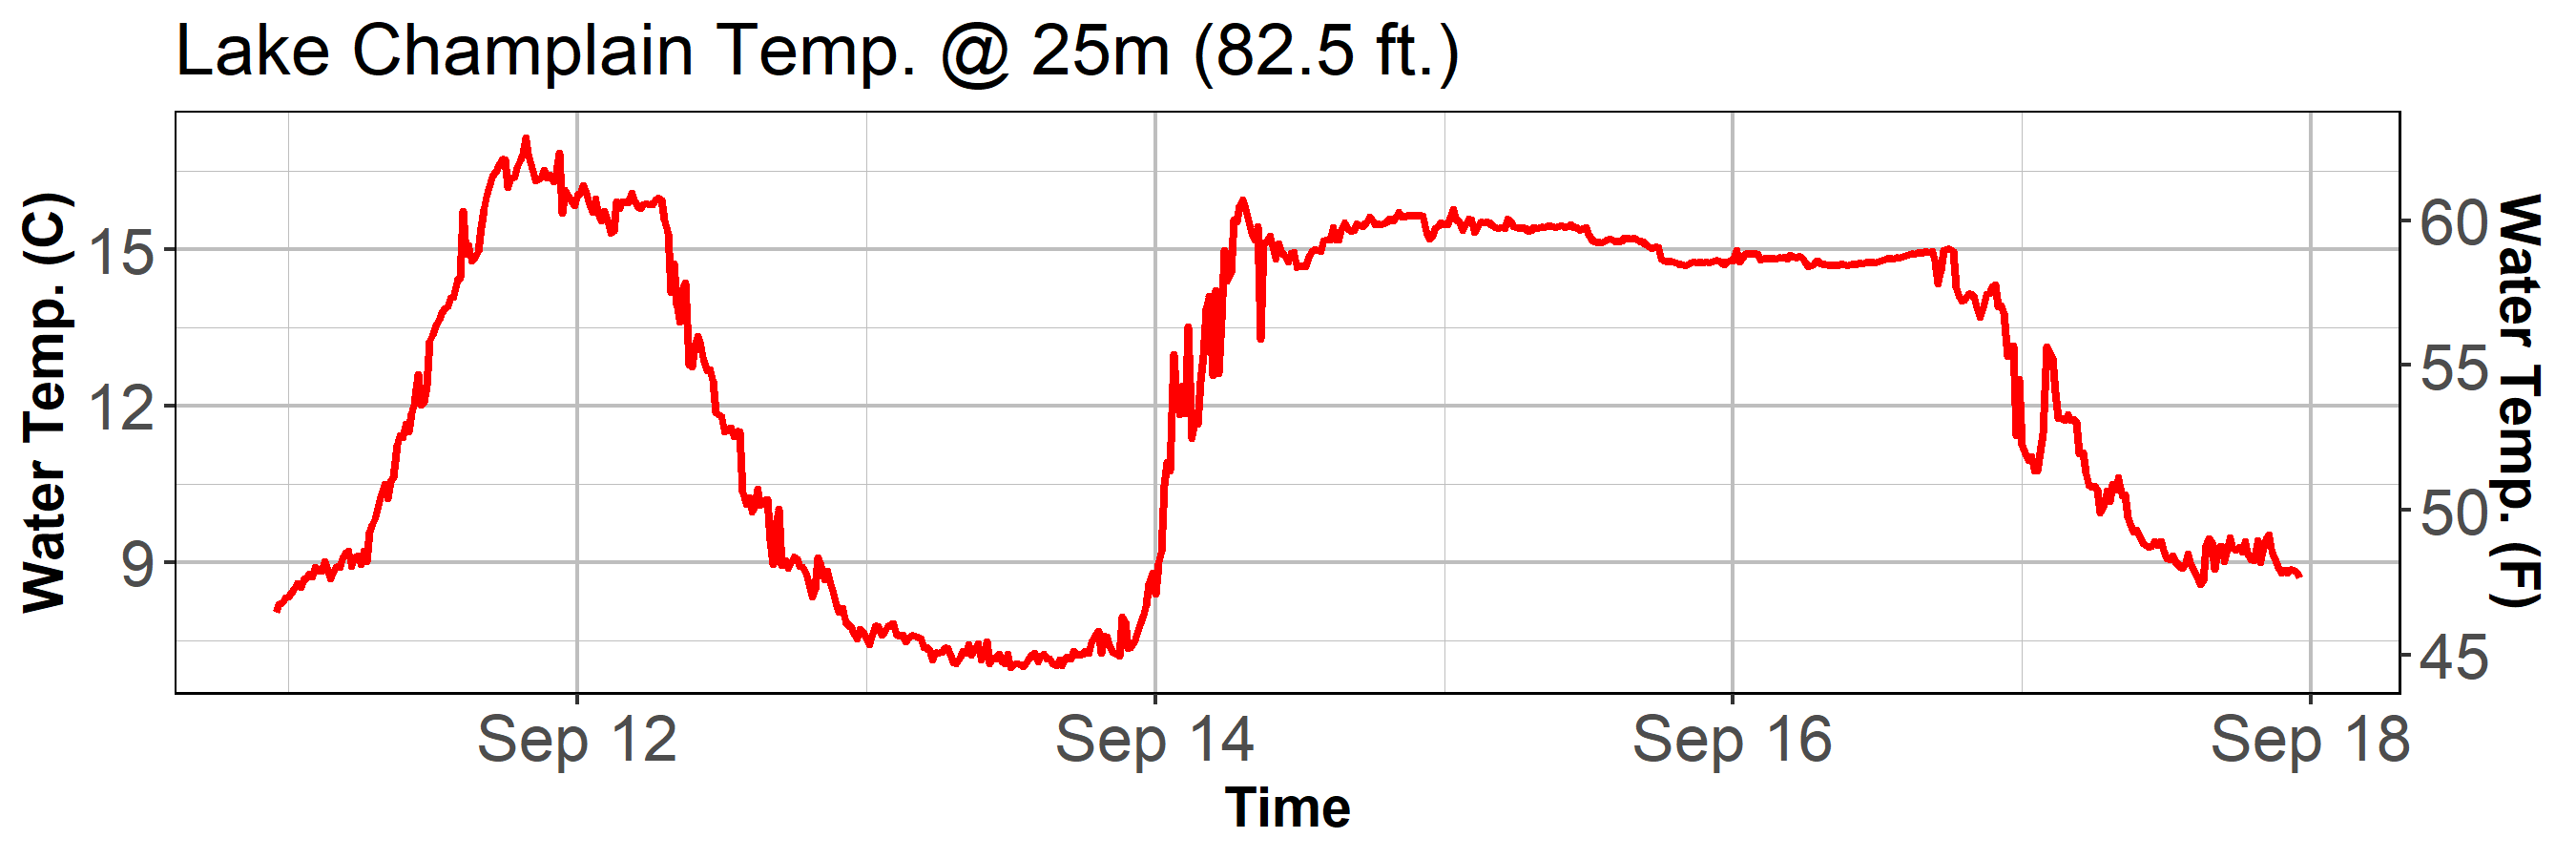 Lake Champlain Temp. @ 25m (82.5 ft.)
Water Temp. (C)
15
12
9
60
55
50
45
Water Temp. (F)
Sep 12
Sep 14
Sep 16
Sep 18
Time